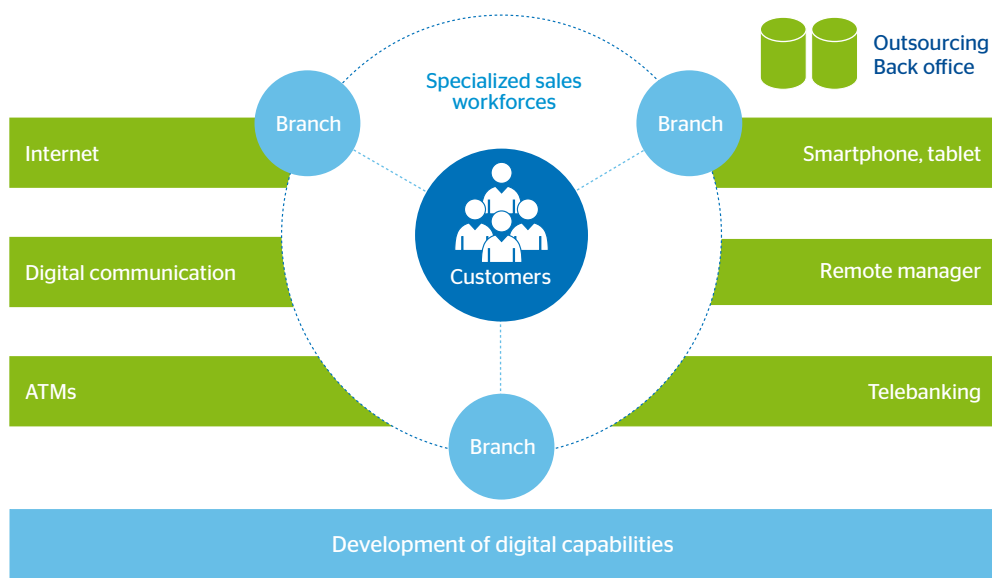 Outsourcing
Back office
Specialized sales
workforces
Branch
Branch
Internet
Smartphone, tablet
Digital communication
Customers
Remote manager
ATMs
Telebanking
Branch
Development of digital capabilities